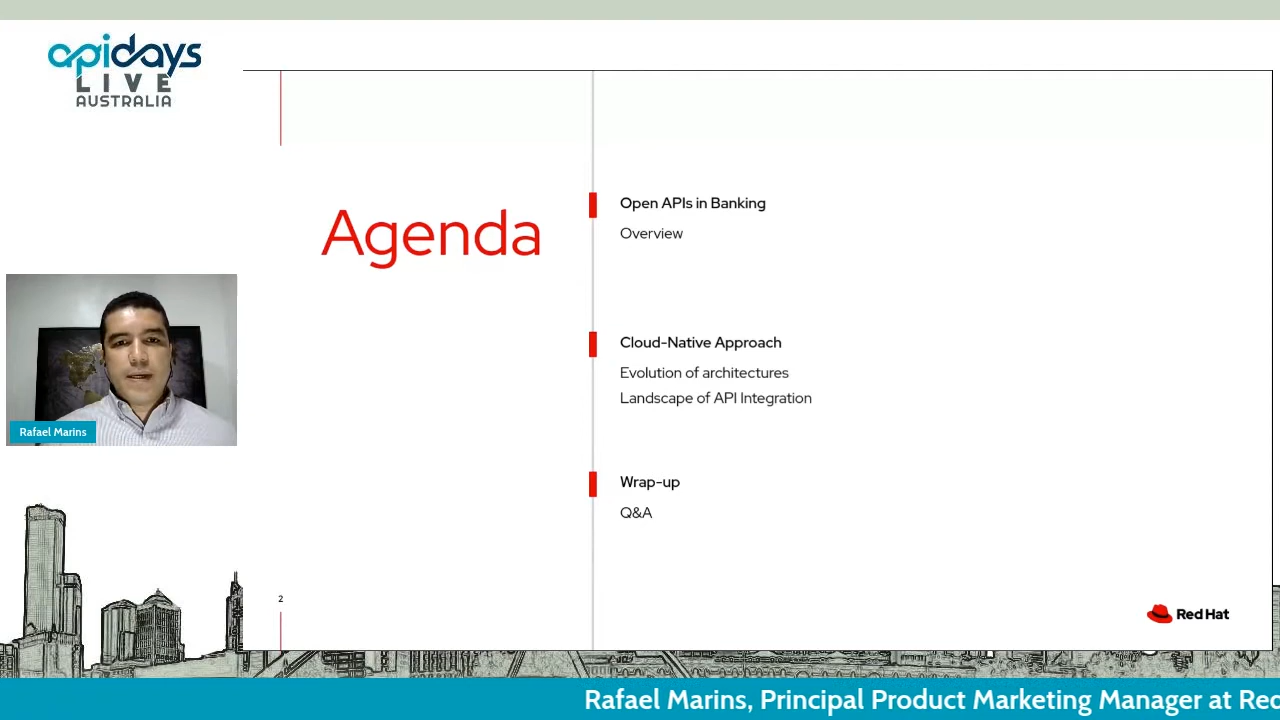 apidays
LIVE
AUSTRALIA
Agenda
Open APIs in Banking
Overview
Cloud-Native Approach
Evolution of architectures
Landscape of API Integration
Wrap-up
Q&A
Rafael Marins
2
Red Hat
Rafael Marins, Principal Product Marketing Manager at Red